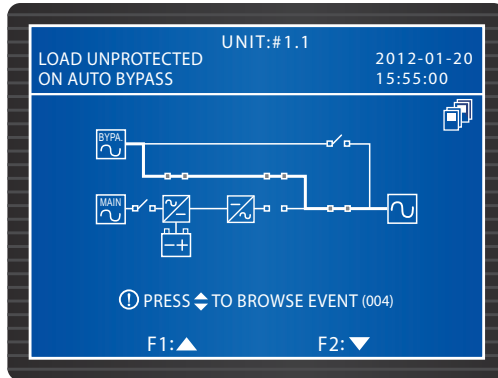 UNIT:#1.1
LOAD UNPROTECTED
ON AUTO BYPASS
2012-01-20
15:55:00
BYPA.
MAIN
PRESS TO BROWSE EVENT (004)
F1: F2: